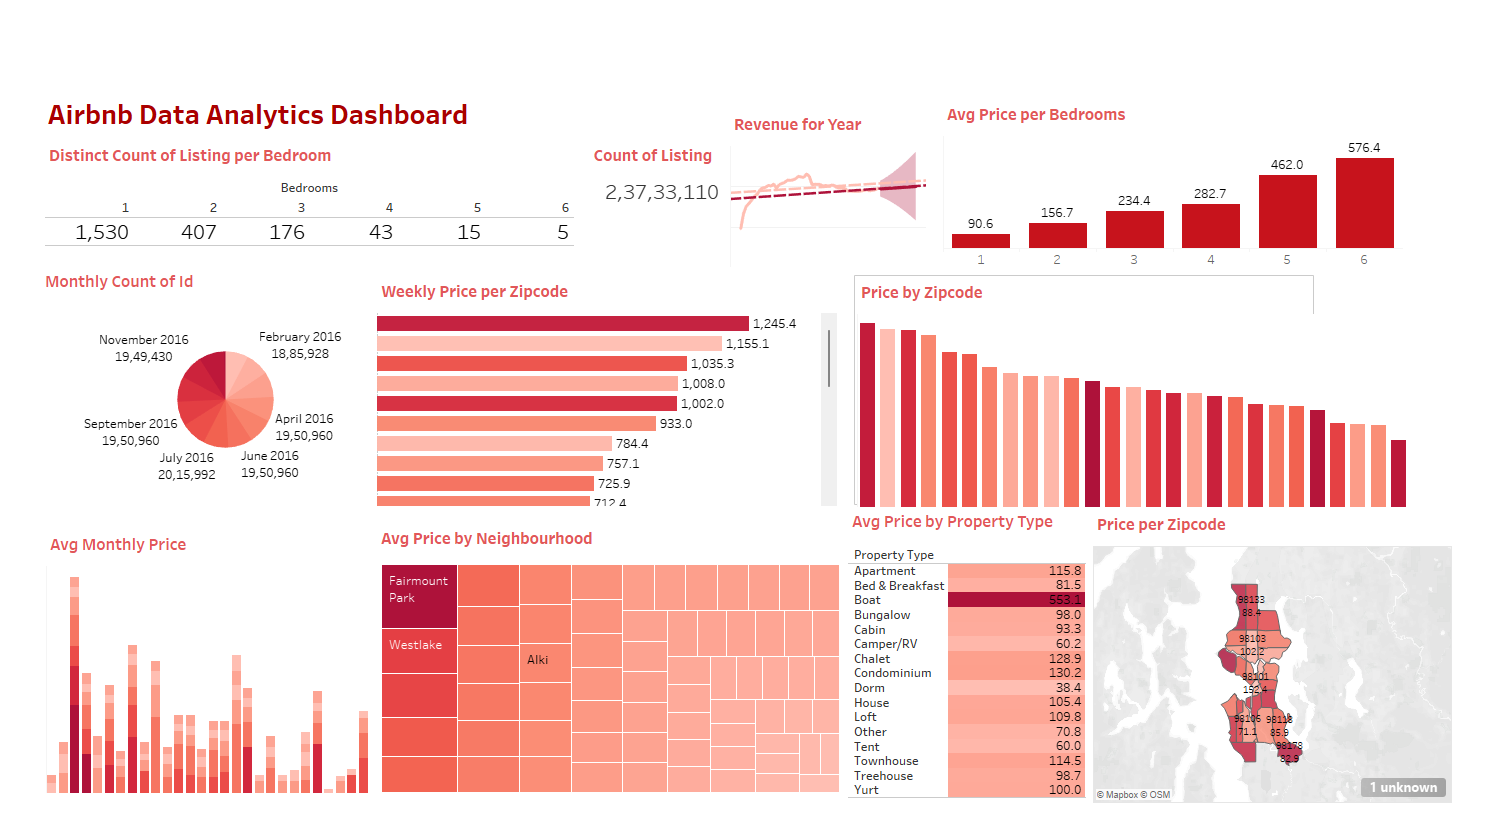 Airbnb Data Analytics Dashboard
Distinct Count of Listing per Bedroom
Bedrooms
1 2 3 4 5 6
1,530 407 176 43 15 5
Count of Listing
2,37,33,110
Revenue for Year
Avg Price per Bedrooms
90.6 156.7 234.4 282.7 462.0 576.4
1 2 3 4 5 6
Monthly Count of Id
November 2016
19,49,430
February 2016
18,85,928
September 2016
19,50,960
April 2016
19,50,960
July 2016
20,15,992
June 2016
19,50,960
Weekly Price per Zipcode
1,245.4
1,155.1
1,035.3
1,008.0
1,002.0
933.0
784.4
757.1
725.9
712.4
Price by Zipcode
Avg Monthly Price
Avg Price by Neighbourhood
Fairmount
Park
Westlake
Alki
Avg Price by Property Type
Property Type
Apartment 115.8
Bed & Breakfast 81.5
Boat 553.1
Bungalow 98.0
Cabin 93.3
Camper/RV 60.2
Chalet 128.9
Condominium 130.2
Dorm 38.4
House 105.4
Loft 109.8
Other 70.8
Tent 60.0
Townhouse 114.5
Treehouse 98.7
Yurt 100.0
Price per Zipcode
98133
88.4
98103
102.2
98101
152.4
98106
71.1
98118
85.9
98178
82.9
1 unknown
© Mapbox © OSM